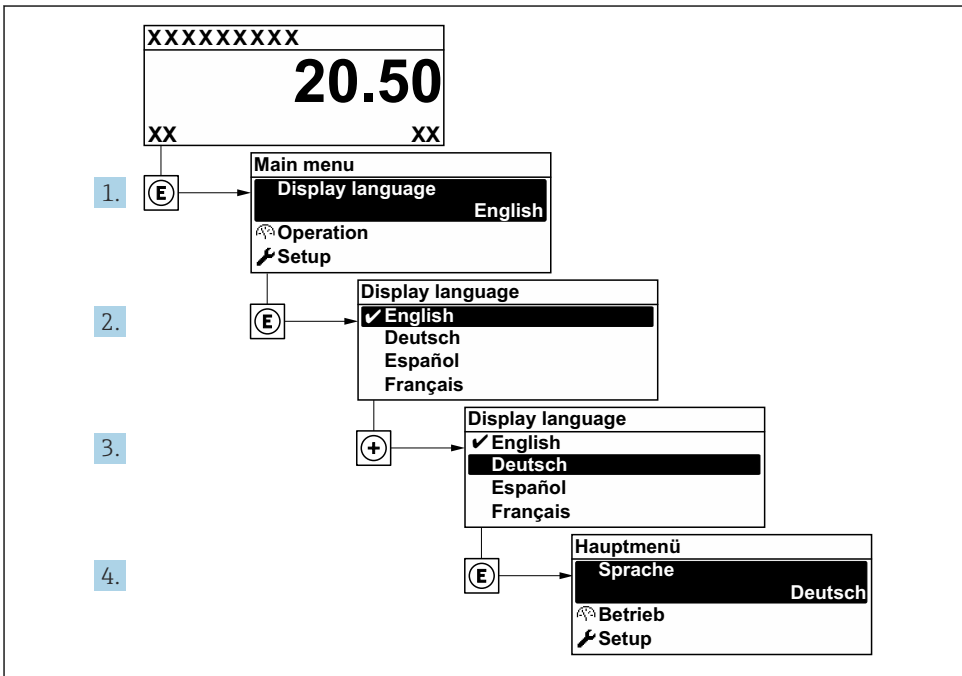 XXXXXXXXX
20.50
XX XX
1. E
Main menu
Display language
English
Operation
Setup
2. E
Display language
✔ English
Deutsch
Español
Français
3. +
Display language
✔ English
Deutsch
Español
Français
4. E
Hauptmenü
Sprache
Deutsch
Betrieb
Setup